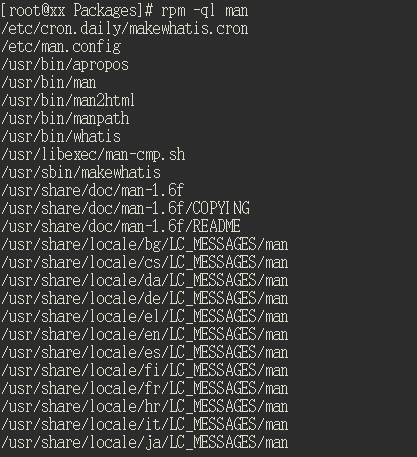 [root@xx Packages]# rpm -ql man
/etc/cron.daily/makewhatis.cron
/etc/man.config
/usr/bin/apropos
/usr/bin/man
/usr/bin/man2html
/usr/bin/manpath
/usr/bin/whatis
/usr/libexec/man-cmp.sh
/usr/sbin/makewhatis
/usr/share/doc/man-1.6f
/usr/share/doc/man-1.6f/COPYING
/usr/share/doc/man-1.6f/README
/usr/share/locale/bg/LC_MESSAGES/man
/usr/share/locale/cs/LC_MESSAGES/man
/usr/share/locale/da/LC_MESSAGES/man
/usr/share/locale/de/LC_MESSAGES/man
/usr/share/locale/el/LC_MESSAGES/man
/usr/share/locale/en/LC_MESSAGES/man
/usr/share/locale/es/LC_MESSAGES/man
/usr/share/locale/fi/LC_MESSAGES/man
/usr/share/locale/fr/LC_MESSAGES/man
/usr/share/locale/hr/LC_MESSAGES/man
/usr/share/locale/it/LC_MESSAGES/man
/usr/share/locale/ja/LC_MESSAGES/man